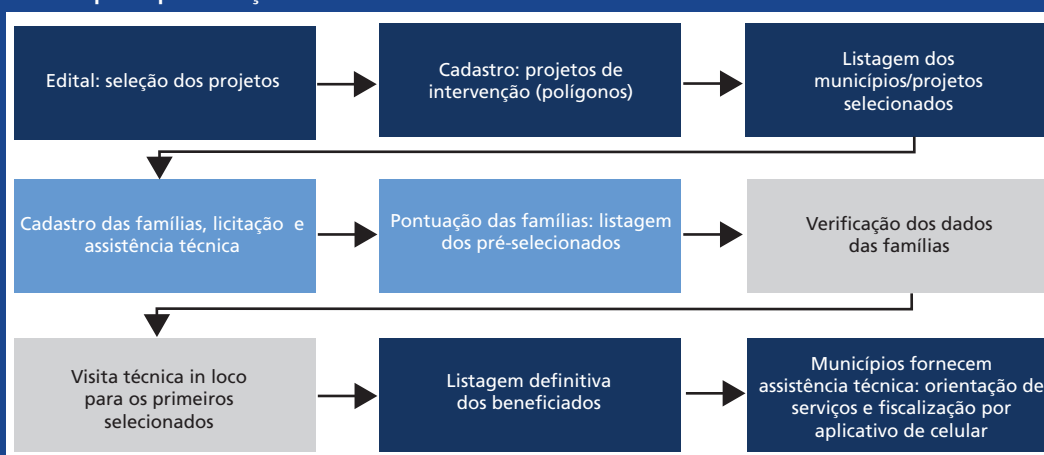 Edital: seleção dos projetos
Cadastro: projetos de
intervenção (polígonos)
Listagem dos
municípios/projetos
selecionados
Cadastro das famílias, licitação e
assistência técnica
Pontuação das famílias: listagem
dos pré-selecionados
Verificação dos dados
das famílias
Visita técnica in loco
para os primeiros
selecionados
Listagem definitiva
dos beneficiados
Municípios fornecem
assistência técnica: orientação de
serviços e fiscalização por
aplicativo de celular